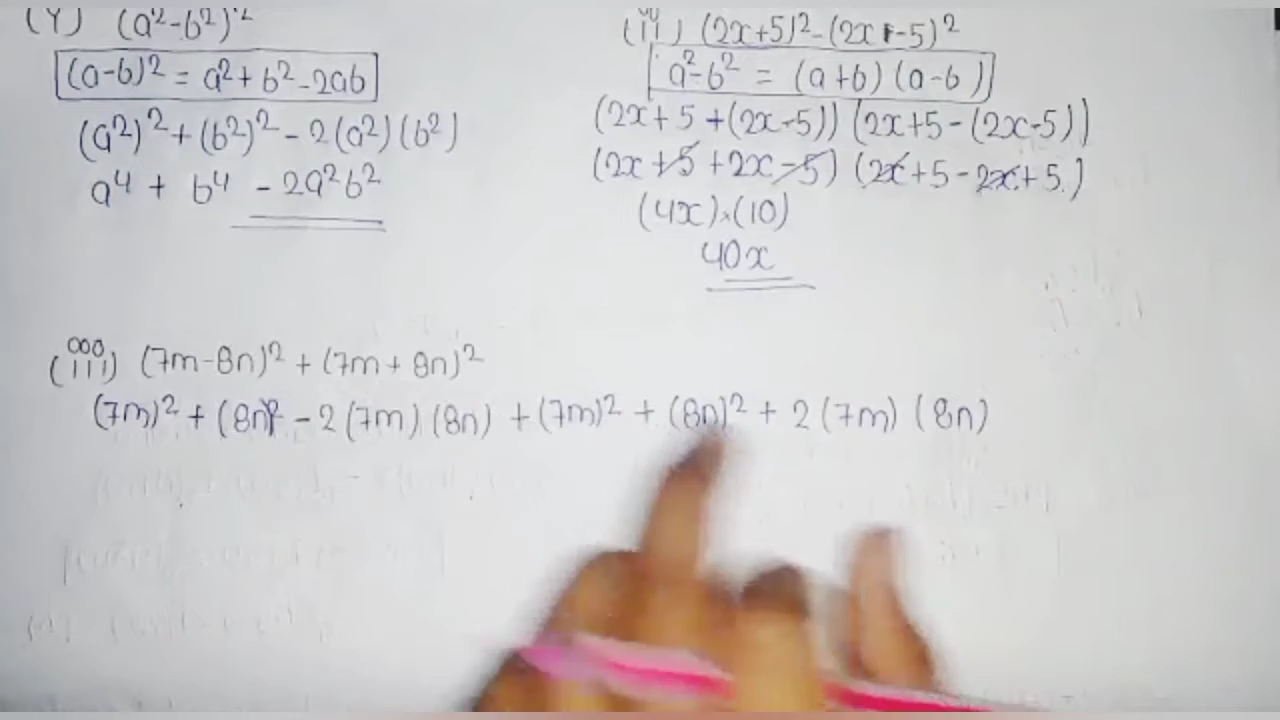 (Y) (a²-b²)²
(a-b)² = a² + b² - 2ab
(a²)² + (b²)² - 2(a²)(b²)
a⁴ + b⁴ - 2a²b²
(ii) (2x+5)² - (2x-5)²
a²-b² = (a+b) (a-b)
(2x+5+(2x-5)) (2x+5-(2x-5))
(2x+5+2x-5) (2x+5-2x+5)
(4x)×(10)
40x
(iii) (7m-8n)² + (7m+8n)²
(7m)² + (8n)² - 2(7m)(8n) + (7m)² + (8n)² + 2(7m) (8n)